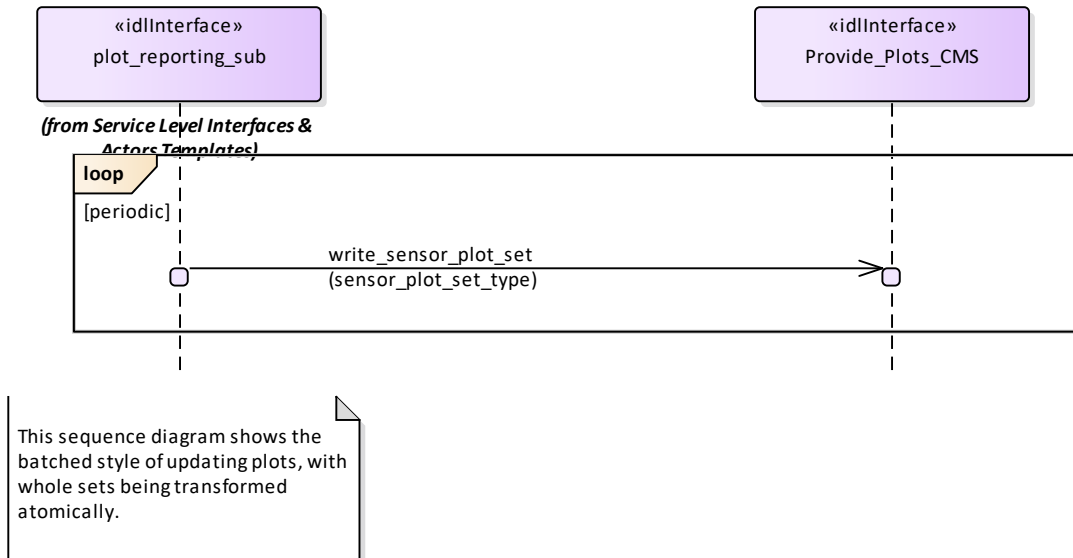 «idlInterface»
plot_reporting_sub
«idlInterface»
Provide_Plots_CMS
(from Service Level Interfaces &
Actors Templates)
loop
[periodic]
write_sensor_plot_set
(sensor_plot_set_type)
This sequence diagram shows the
batched style of updating plots, with
whole sets being transformed
atomically.